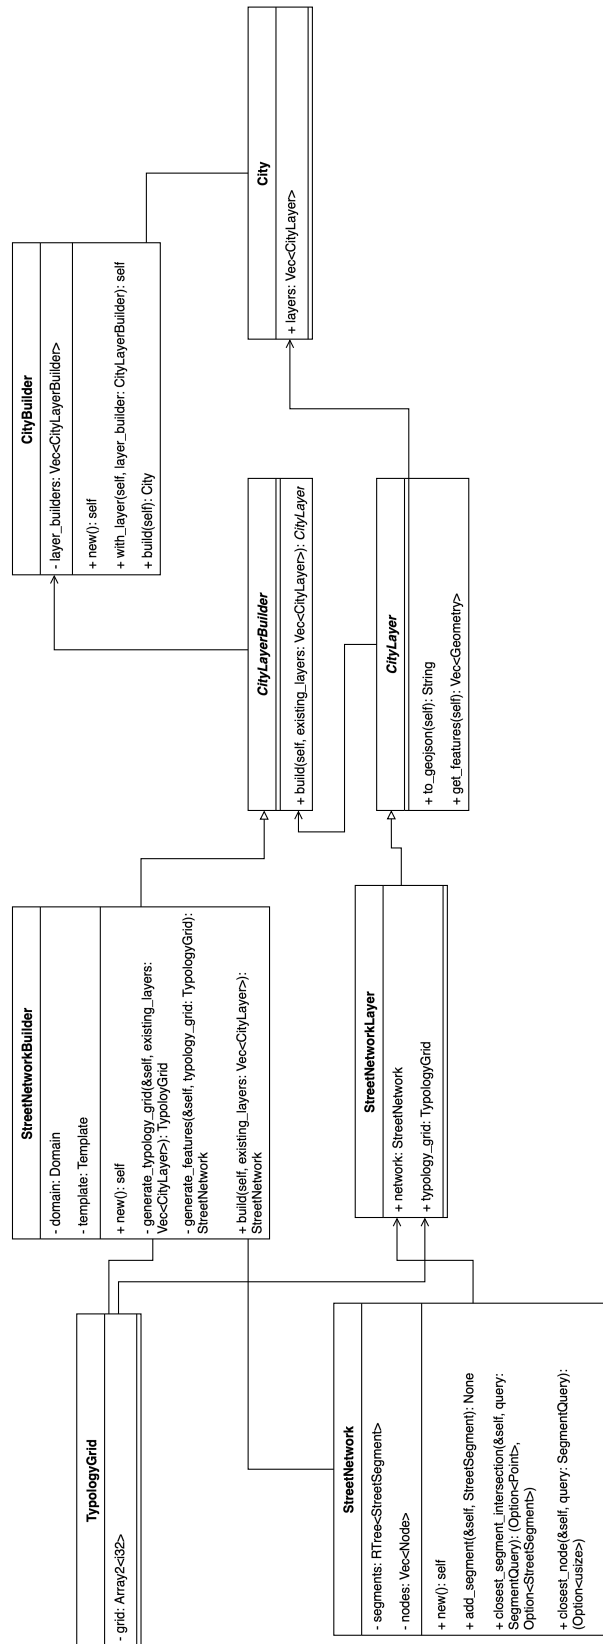 City
+ layers: Vec<CityLayer>
CityBuilder
- layer_builders: Vec<CityLayerBuilder>
+ new(): self
+ with_layer(self, layer_builder: CityLayerBuilder): self
+ build(self): City
CityLayerBuilder
+ build(self, existing_layers: Vec<CityLayer>): CityLayer
CityLayer
+ to_geojson(self): String
+ get_features(self): Vec<Geometry>
StreetNetworkBuilder
- domain: Domain
- template: Template
+ new(): self
- generate_typology_grid(&self, existing_layers:
Vec<CityLayer>): TypoloyGrid
- generate_features(&self, typology_grid: TypologyGrid):
StreetNetwork
+ build(self, existing_layers: Vec<CityLayer>):
StreetNetwork
StreetNetworkLayer
+ network: StreetNetwork
+ typology_grid: TypologyGrid
TypologyGrid
- grid: Array2<i32>
StreetNetwork
- segments: RTree<StreetSegment>
- nodes: Vec<Node>
+ new(): self
+ add_segment(&self, StreetSegment): None
+ closest_segment_intersection(&self, query:
SegmentQuery): (Option<Point>,
Option<StreetSegment>)
+ closest_node(&self, query: SegmentQuery):
(Option<usize>)